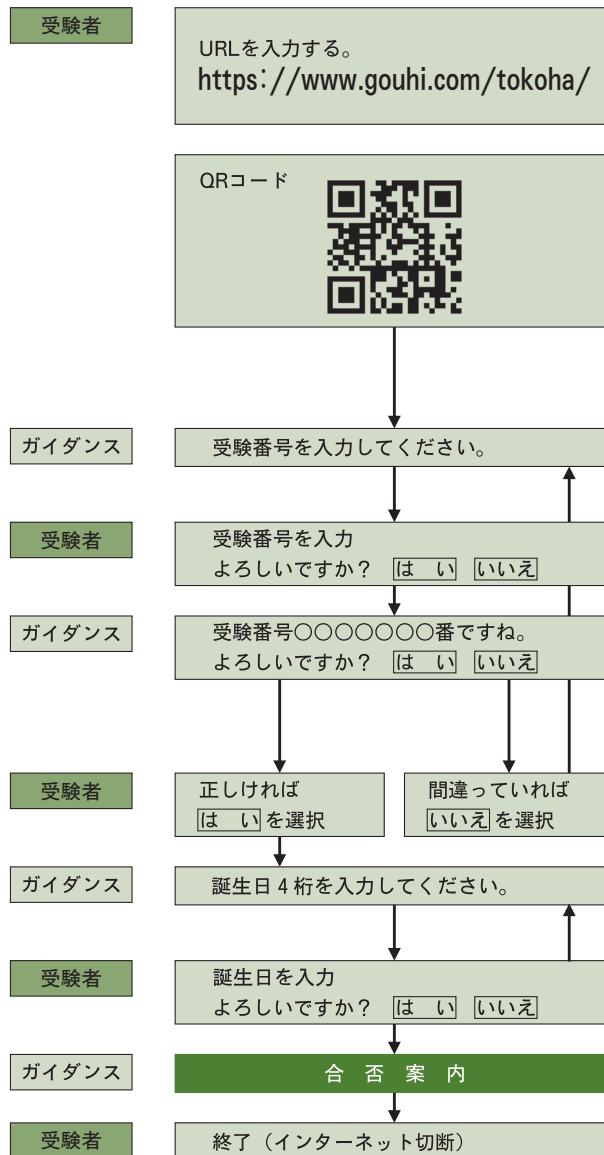 受験者
URLを入力する。
https://www.gouhi.com/tokoha/
QRコード
ガイダンス
受験番号を入力してください。
受験者
受験番号を入力
よろしいですか？ はい いいえ
ガイダンス
受験番号○○○○○○○番ですね。
よろしいですか？ はい いいえ
受験者
正しければ
はい を選択
間違っていれば
いいえ を選択
ガイダンス
誕生日4桁を入力してください。
受験者
誕生日を入力
よろしいですか？ はい いいえ
ガイダンス
合否案内
受験者
終了（インターネット切断）